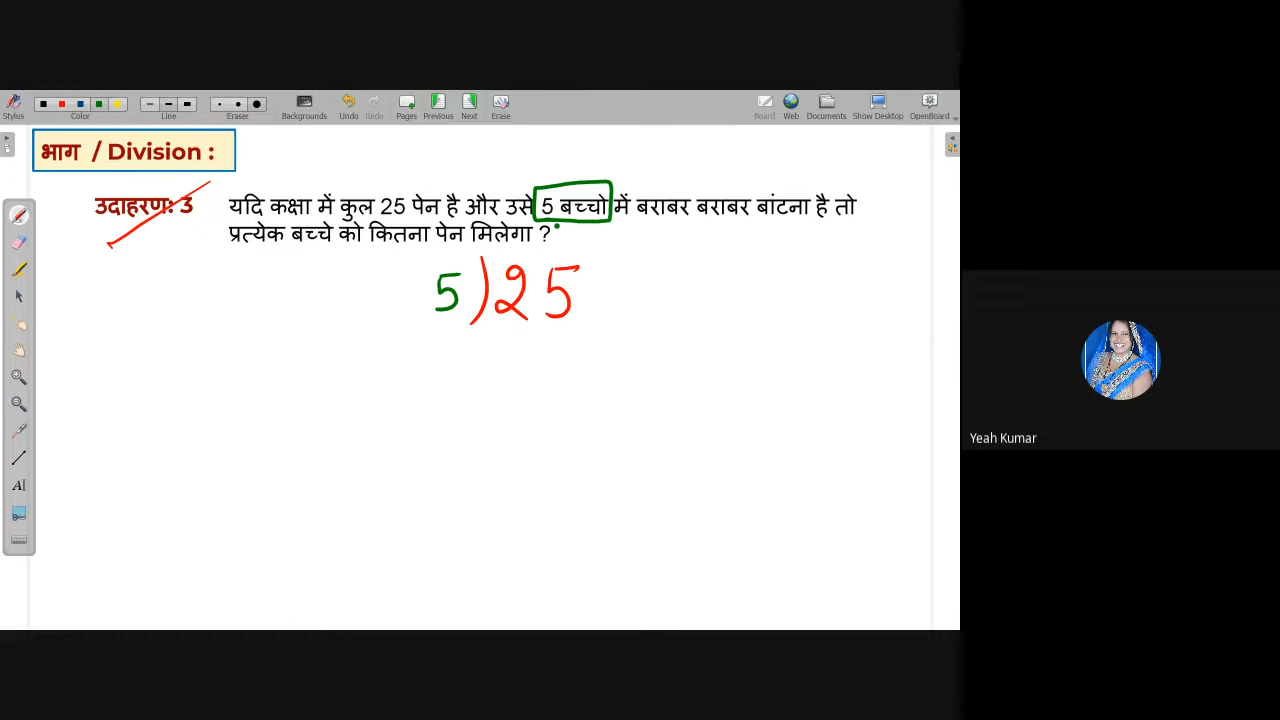 Stylus Color Line Eraser Backgrounds Undo Redo Pages Previous Next Erase Board Web Documents Show Desktop OpenBoard
भाग / Division :
उदाहरण: 3 यदि कक्षा में कुल 25 पेन है और उसे 5 बच्चो में बराबर बराबर बांटना है तो
प्रत्येक बच्चे को कितना पेन मिलेगा ?
5 ) 25
Yeah Kumar